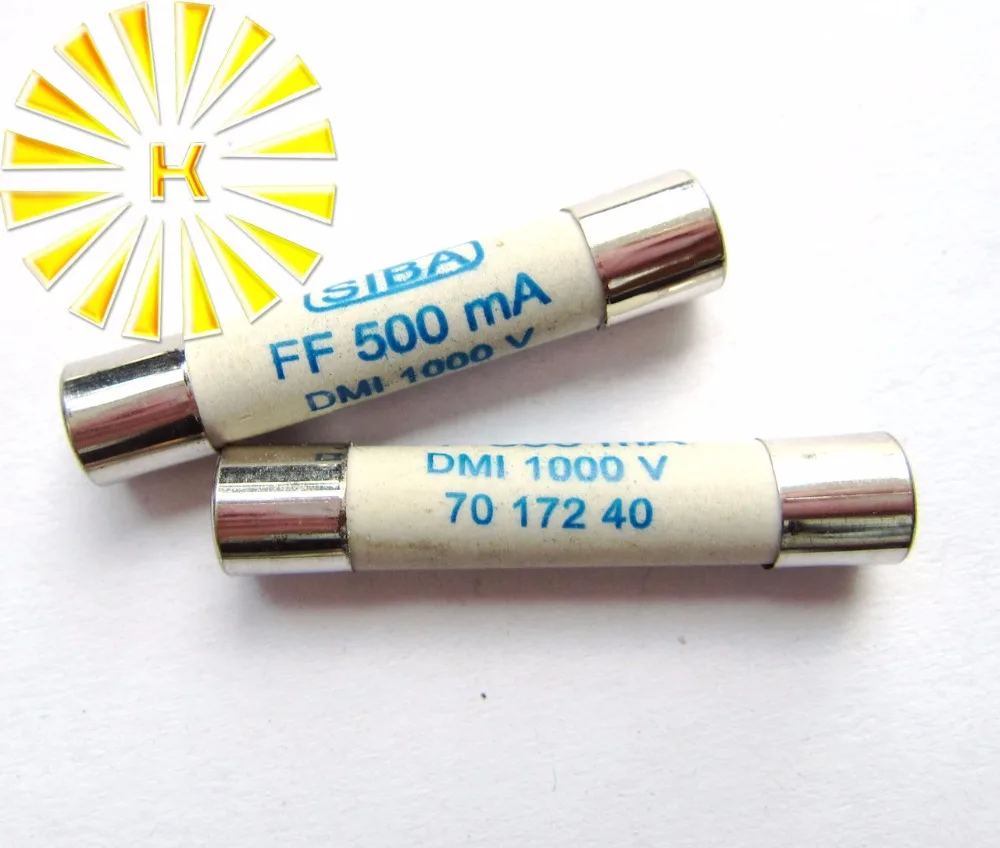 K
SIBA
FF 500 mA
DMI 1000 V
DMI 1000 V
70 172 40